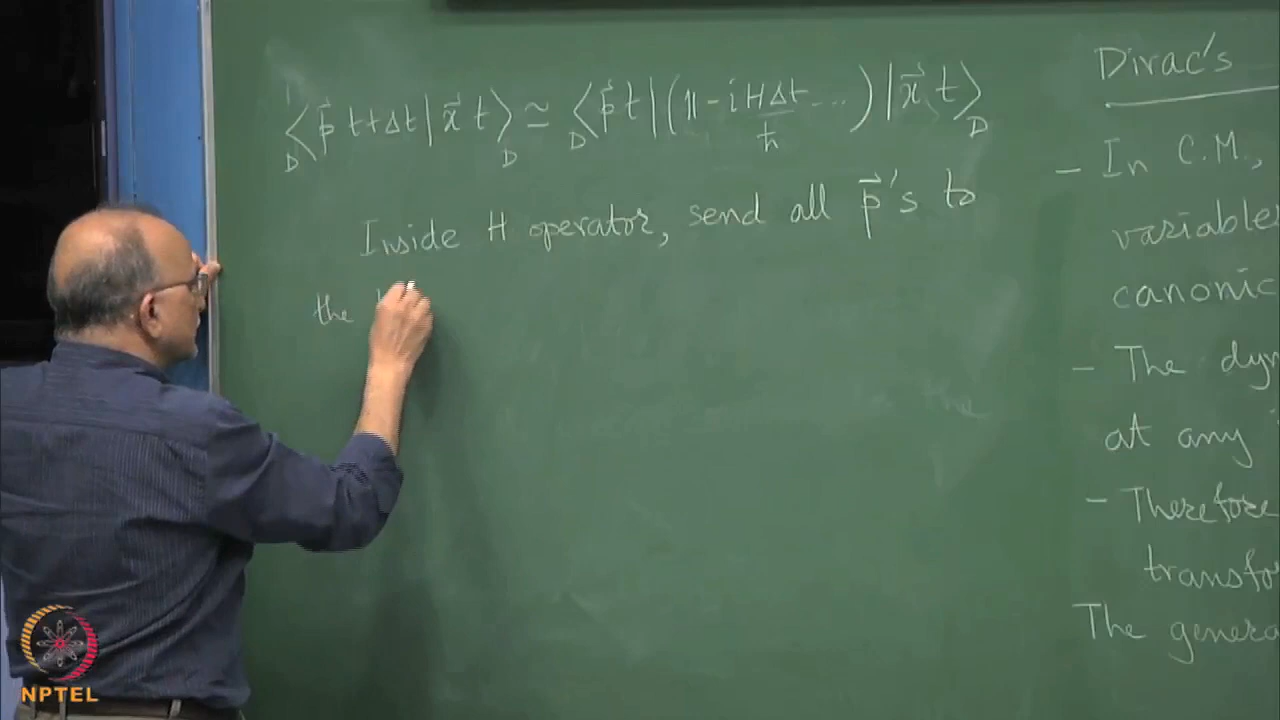 D⟨p⃗ t+Δt|x⃗ t⟩D ≃ D⟨p⃗ t|(𝟙 - iHΔt/ħ ...)|x⃗ t⟩D
Inside H operator, send all p⃗'s to
the
Dirac's
- In C.M.,
variable
canonic
- The dyn
at any
- Therefore
transfo
The genera
NPTEL